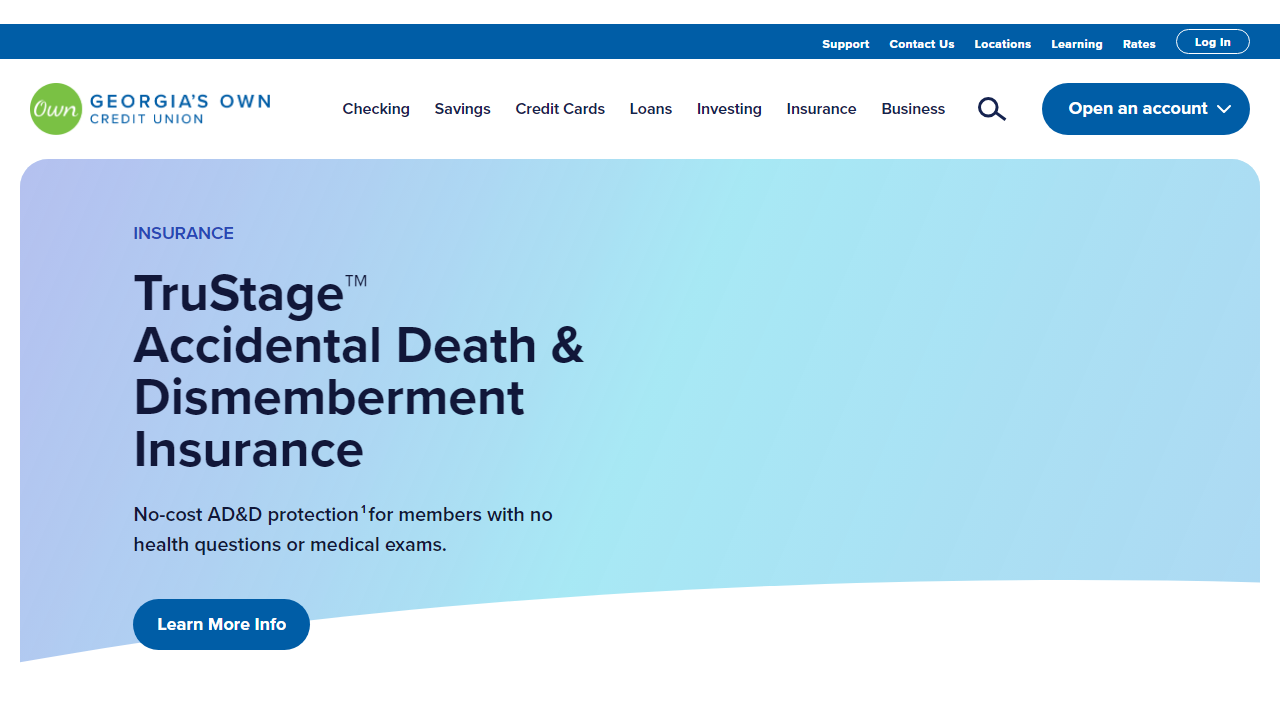 Support Contact Us Locations Learning Rates Log In
Own GEORGIA'S OWN
CREDIT UNION
Checking Savings Credit Cards Loans Investing Insurance Business Open an account
INSURANCE
TruStage™
Accidental Death &
Dismemberment
Insurance
No-cost AD&D protection¹ for members with no
health questions or medical exams.
Learn More Info